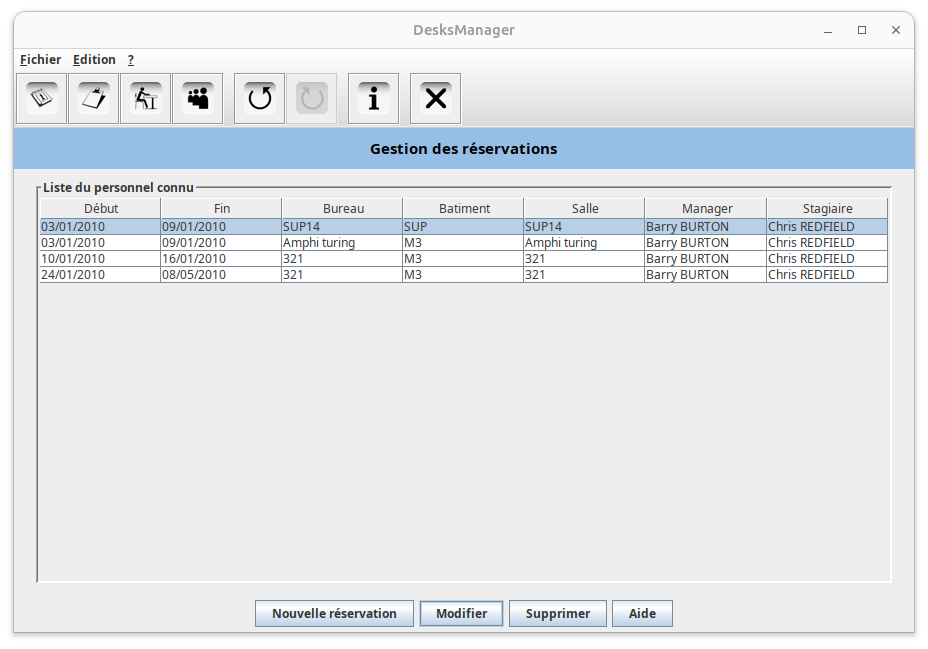 DesksManager
Fichier Edition ?
Gestion des réservations
Liste du personnel connu
Début Fin Bureau Batiment Salle Manager Stagiaire
03/01/2010 09/01/2010 SUP14 SUP SUP14 Barry BURTON Chris REDFIELD
03/01/2010 09/01/2010 Amphi turing M3 Amphi turing Barry BURTON Chris REDFIELD
10/01/2010 16/01/2010 321 M3 321 Barry BURTON Chris REDFIELD
24/01/2010 08/05/2010 321 M3 321 Barry BURTON Chris REDFIELD
Nouvelle réservation Modifier Supprimer Aide